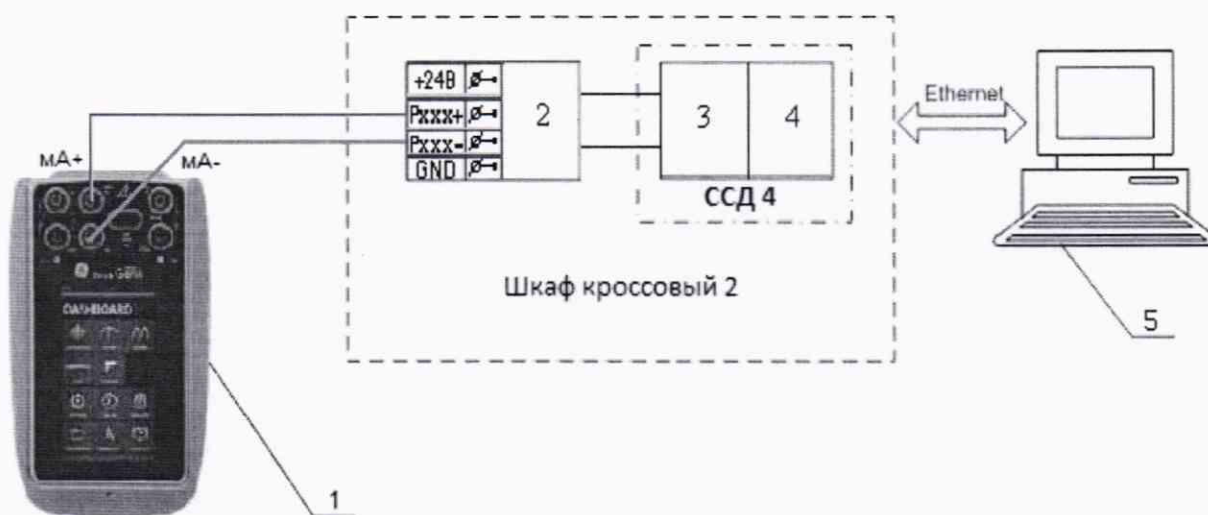 +24В
Рххх+
Рххх-
GND
2
3
4
ССД 4
Шкаф кроссовый 2
Ethernet
5
мА+
мА-
DASHBOARD
1